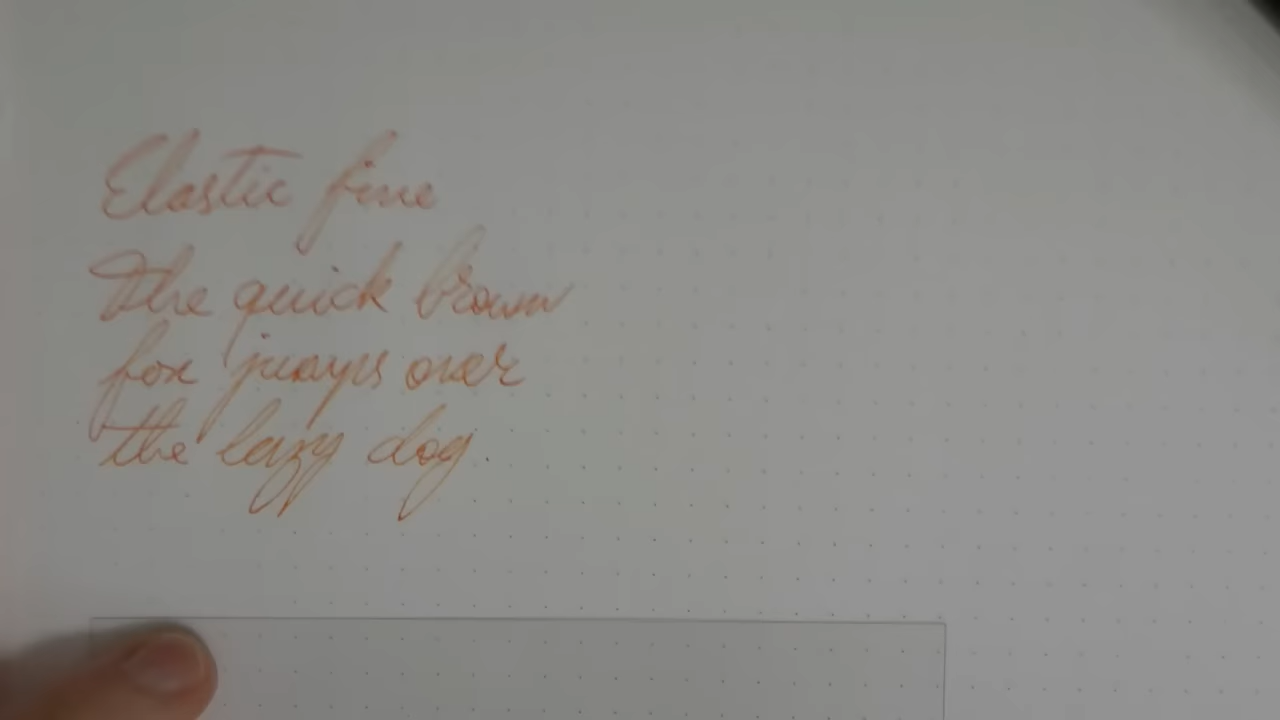 Elastic fine
The quick brown
fox jumps over
the lazy dog.